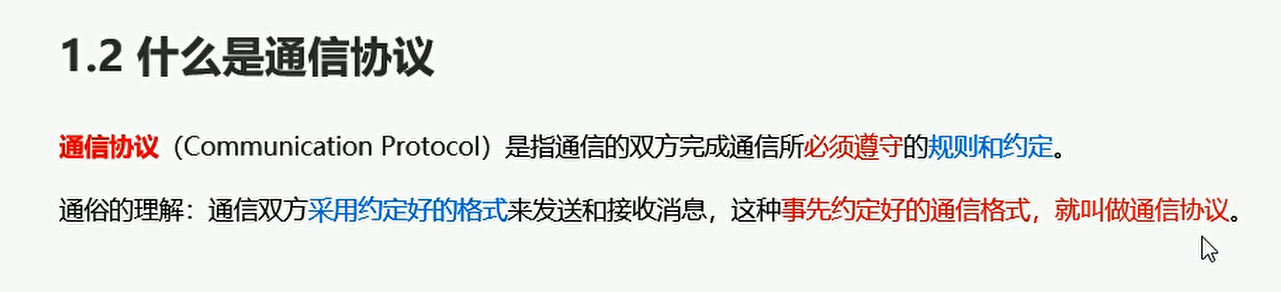 1.2 什么是通信协议
通信协议（Communication Protocol）是指通信的双方完成通信所必须遵守的规则和约定。
通俗的理解：通信双方采用约定好的格式来发送和接收消息，这种事先约定好的通信格式，就叫做通信协议。